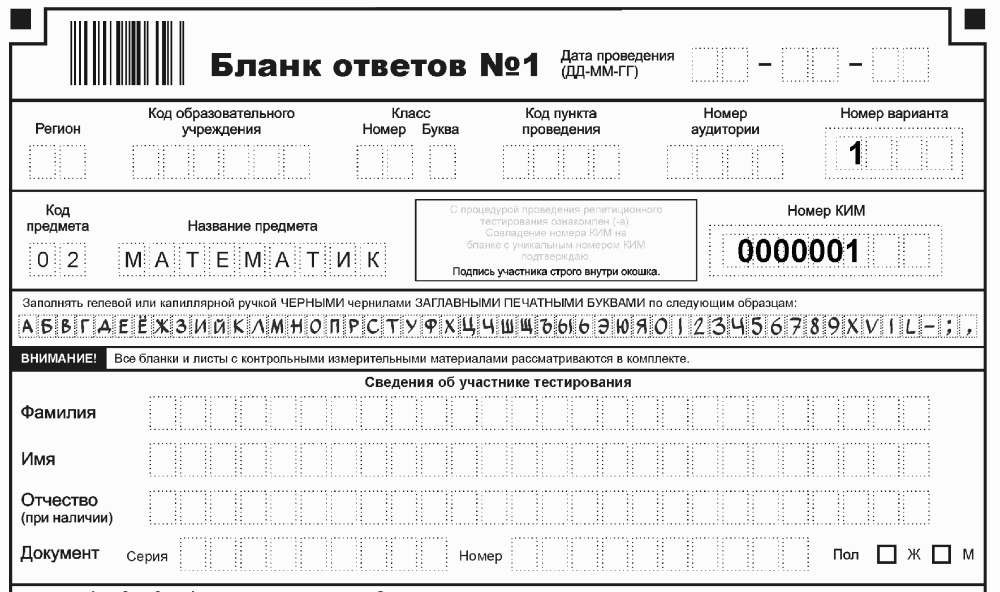 Бланк ответов №1
Дата проведения
(ДД-ММ-ГГ)
– –
Регион
Код образовательного
учреждения
Класс
Номер Буква
Код пункта
проведения
Номер
аудитории
Номер варианта
1
Код
предмета
02
Название предмета
МАТЕМАТИК
С процедурой проведения репетиционного
тестирования ознакомлен (-а).
Совпадение номера КИМ на
бланке с уникальным номером КИМ
подтверждаю.
Подпись участника строго внутри окошка.
Номер КИМ
0000001
Заполнять гелевой или капиллярной ручкой ЧЕРНЫМИ чернилами ЗАГЛАВНЫМИ ПЕЧАТНЫМИ БУКВАМИ по следующим образцам:
А Б В Г Д Е Ё Ж З И Й К Л М Н О П Р С Т У Ф Х Ц Ч Ш Щ Ъ Ы Ь Э Ю Я 0 1 2 3 4 5 6 7 8 9 X V I L - ; ,
ВНИМАНИЕ! Все бланки и листы с контрольными измерительными материалами рассматриваются в комплекте.
Сведения об участнике тестирования
Фамилия
Имя
Отчество
(при наличии)
Документ Серия Номер Пол Ж М